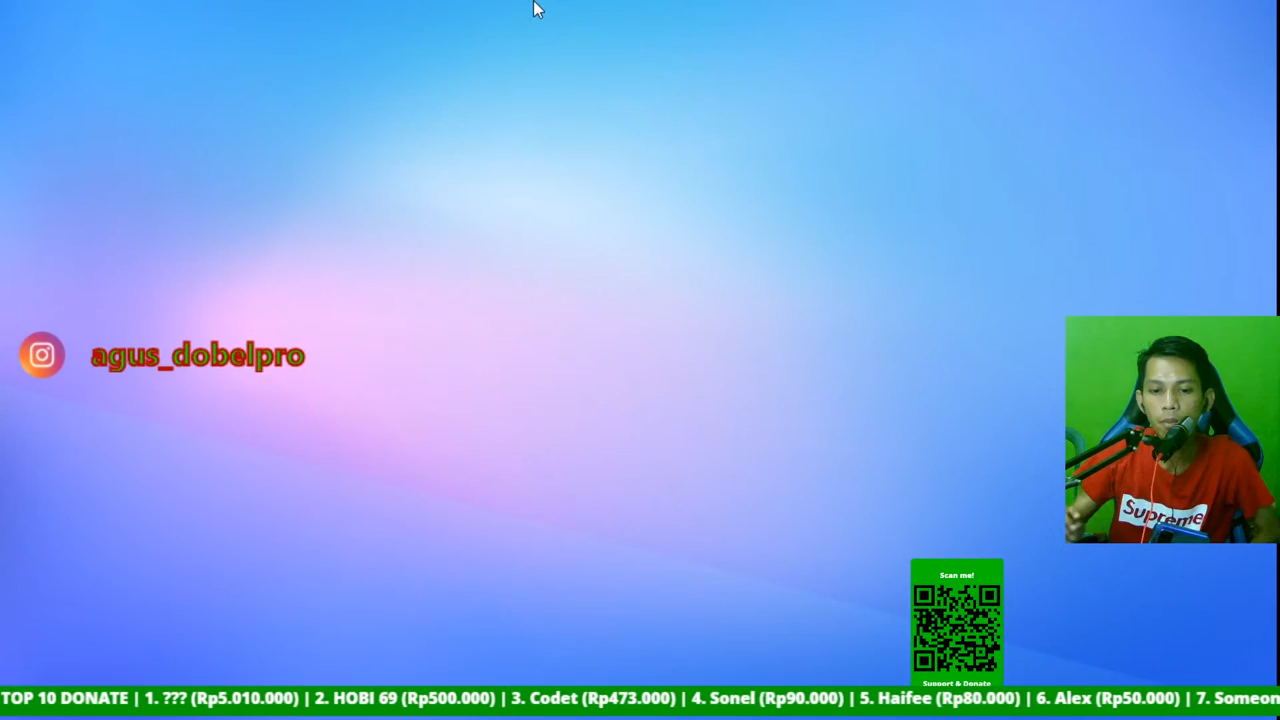 agus_dobelpro
Supreme
Scan me!
Support & Donate
TOP 10 DONATE | 1. ??? (Rp5.010.000) | 2. HOBI 69 (Rp500.000) | 3. Codet (Rp473.000) | 4. Sonel (Rp90.000) | 5. Haifee (Rp80.000) | 6. Alex (Rp50.000) | 7. Someon